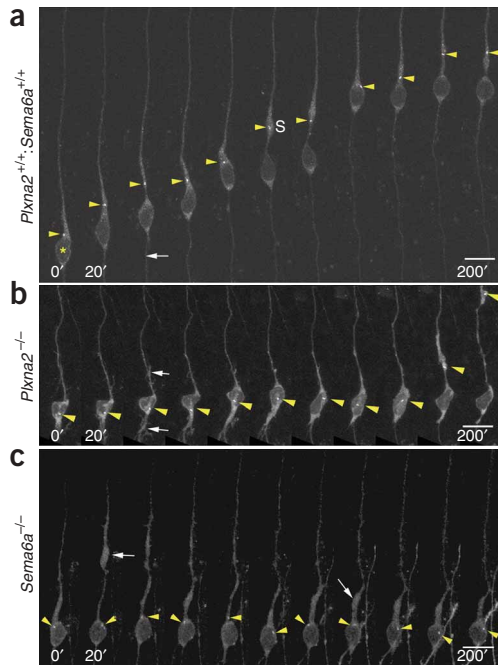 a
Plxna2+/+;Sema6a+/+
*
S
0′ 20′ 200′
b
Plxna2−/−
0′ 20′ 200′
c
Sema6a−/−
0′ 20′ 200′